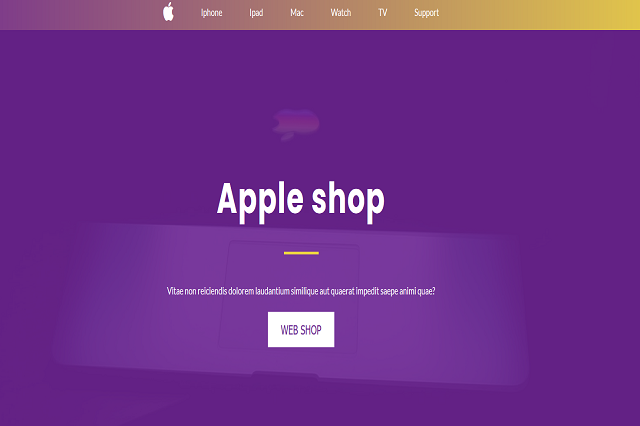 Iphone Ipad Mac Watch TV Support
Apple shop
Vitae non reiciendis dolorem laudantium similique aut quaerat impedit saepe animi quae?
WEB SHOP